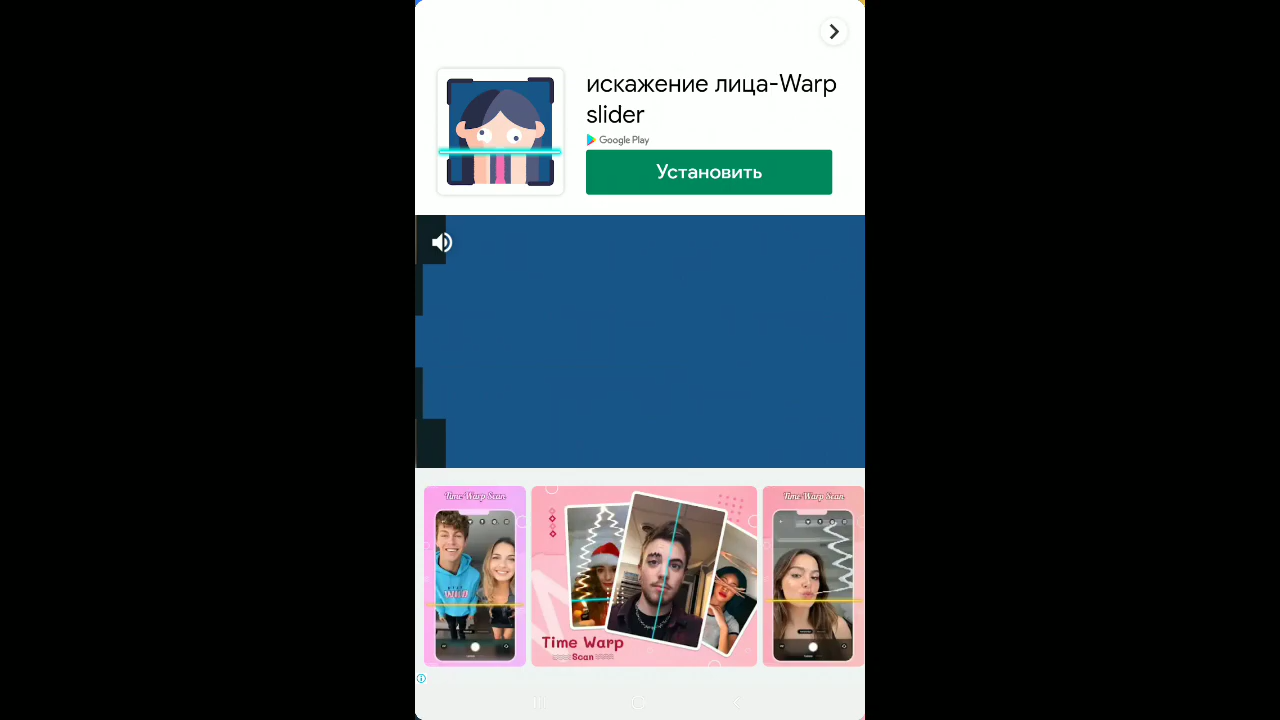 искажение лица-Warp
slider
Google Play
Установить
Time Warp Scan
Time Warp Scan
Time Warp
Scan